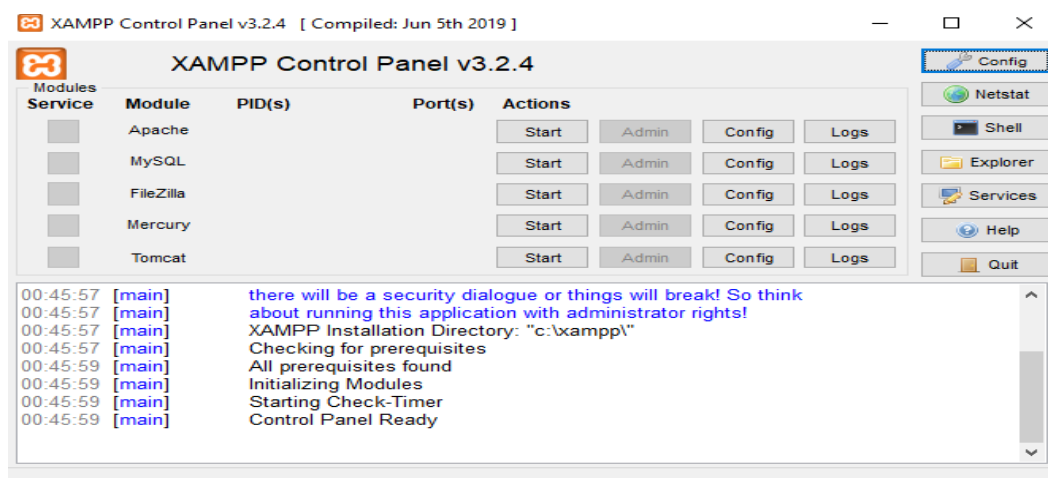 XAMPP Control Panel v3.2.4 [ Compiled: Jun 5th 2019 ]
XAMPP Control Panel v3.2.4
Config
Modules
Service Module PID(s) Port(s) Actions
Netstat
Apache Start Admin Config Logs
Shell
MySQL Start Admin Config Logs
Explorer
FileZilla Start Admin Config Logs
Services
Mercury Start Admin Config Logs
Help
Tomcat Start Admin Config Logs
Quit
00:45:57 [main] there will be a security dialogue or things will break! So think
00:45:57 [main] about running this application with administrator rights!
00:45:57 [main] XAMPP Installation Directory: "c:\xampp\"
00:45:57 [main] Checking for prerequisites
00:45:59 [main] All prerequisites found
00:45:59 [main] Initializing Modules
00:45:59 [main] Starting Check-Timer
00:45:59 [main] Control Panel Ready